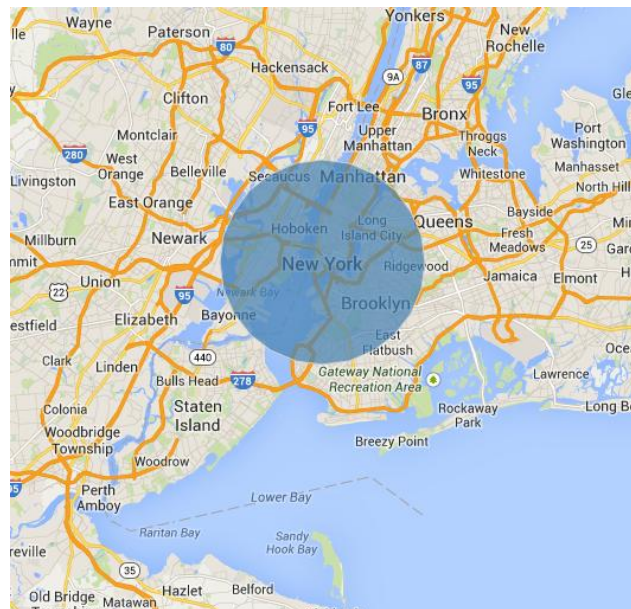 Yonkers
Wayne
Paterson
New
Rochelle
80
Hackensack
9A
87
95
Clifton
Fort Lee
Bronx
Gle
95
Montclair
Upper
Manhattan
Throggs
Neck
Port
Washington
280
West
Orange
Belleville
Secaucus
Manhattan
Whitestone
Manhasset
Livingston
North Hill
East Orange
Hoboken
Long
Island City
Queens
Bayside
Millburn
Newark
Fresh
Meadows
25
Mi
mmit
New York
Ridgewood
Jamaica
Elmont
Union
22
95
Newark Bay
Brooklyn
Elizabeth
Bayonne
estfield
East
Flatbush
Oce
Clark
Linden
440
Bulls Head
278
Gateway National
Recreation Area
Lawrence
Colonia
Staten
Island
Rockaway
Park
Long B
Woodbridge
Township
Breezy Point
Woodrow
95
Perth
Amboy
Lower Bay
Raritan Bay
Sandy
Hook Bay
reville
35
Hazlet
Belford
Old Bridge
Matawan